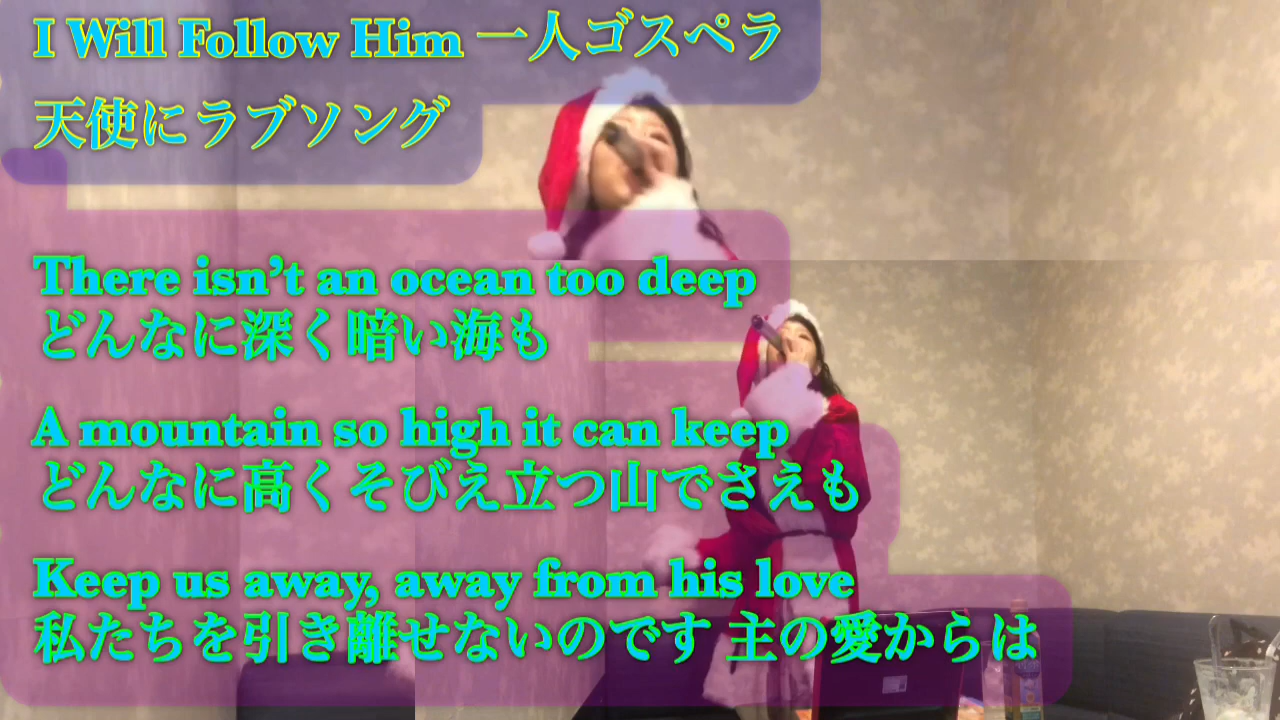 I Will Follow Him 一人ゴスペラ
天使にラブソング
There isn't an ocean too deep
どんなに深く暗い海も
A mountain so high it can keep
どんなに高くそびえ立つ山でさえも
Keep us away, away from his love
私たちを引き離せないのです 主の愛からは